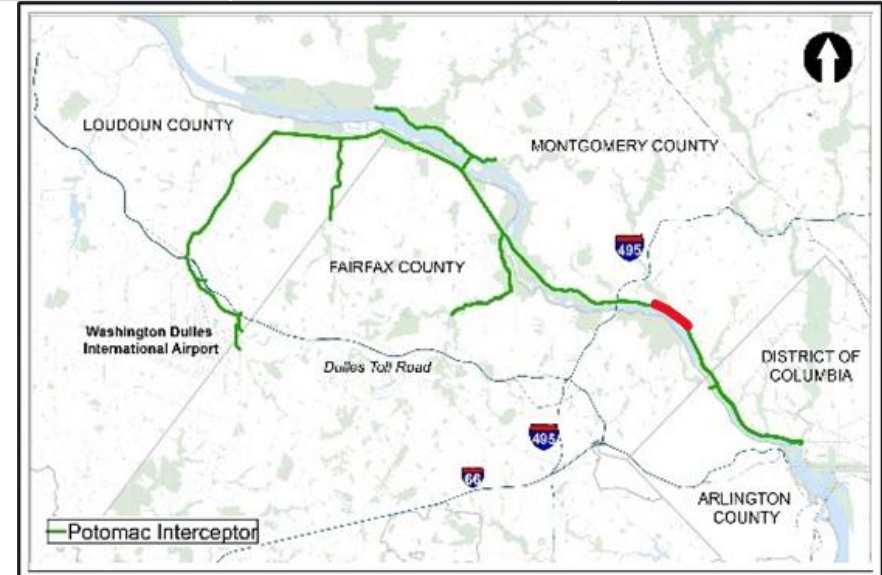 LOUDOUN COUNTY
MONTGOMERY COUNTY
495
FAIRFAX COUNTY
Washington Dulles
International Airport
Dulles Toll Road
DISTRICT OF
COLUMBIA
495
66
ARLINGTON
COUNTY
Potomac Interceptor